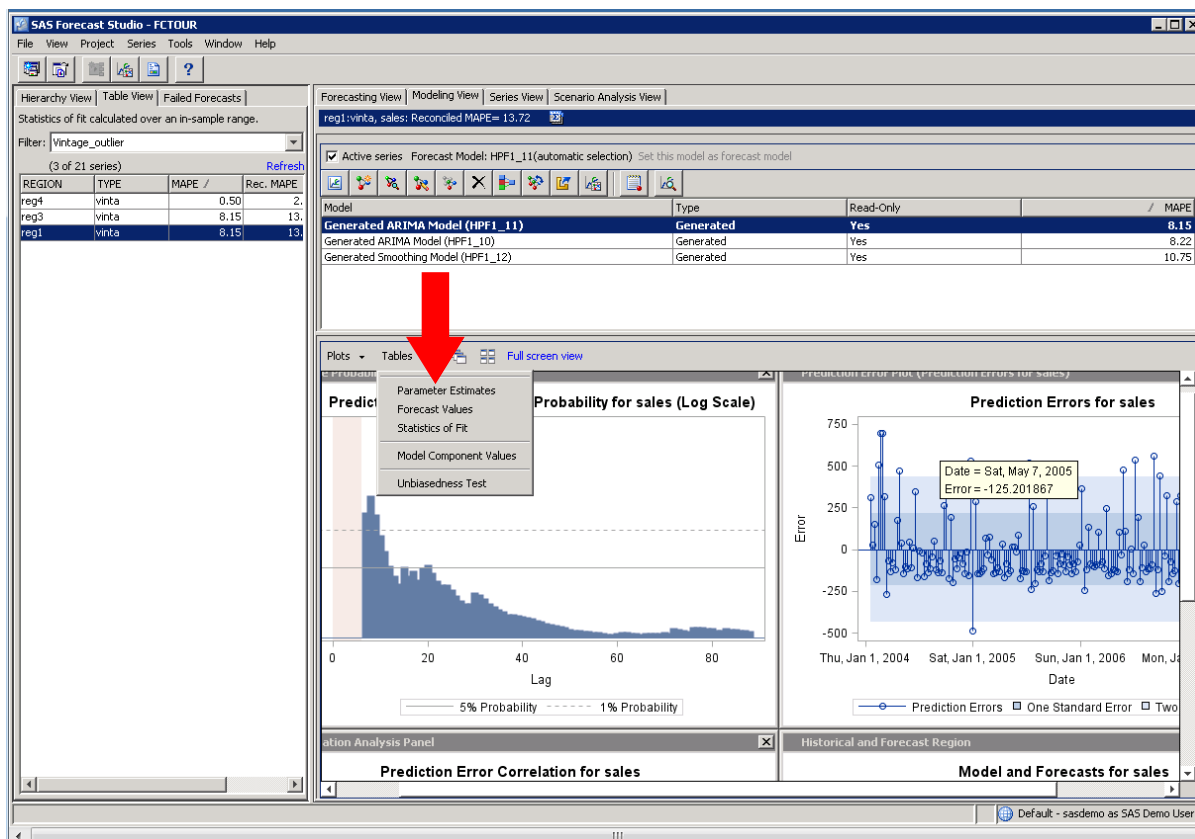 SAS Forecast Studio - FCTOUR
File View Project Series Tools Window Help
?
Hierarchy View Table View Failed Forecasts
Statistics of fit calculated over an in-sample range.
Filter: Vintage_outlier
(3 of 21 series) Refresh
REGION TYPE MAPE / Rec. MAPE
reg4 vinta 0.50 2.
reg3 vinta 8.15 13.
reg1 vinta 8.15 13.
Forecasting View Modeling View Series View Scenario Analysis View
reg1:vinta, sales: Reconciled MAPE= 13.72
Active series Forecast Model: HPF1_11(automatic selection) Set this model as forecast model
Model Type Read-Only / MAPE
Generated ARIMA Model (HPF1_11) Generated Yes 8.15
Generated ARIMA Model (HPF1_10) Generated Yes 8.22
Generated Smoothing Model (HPF1_12) Generated Yes 10.75
Plots Tables Full screen view
Parameter Estimates
Forecast Values
Statistics of Fit
Model Component Values
Unbiasedness Test
e Probabi
Predict Probability for sales (Log Scale)
0 20 40 60 80
Lag
5% Probability 1% Probability
Prediction Error Plot (Prediction Errors for sales)
Prediction Errors for sales
750
500
250
0
-250
-500
Error
Date = Sat, May 7, 2005
Error = -125.201867
Thu, Jan 1, 2004 Sat, Jan 1, 2005 Sun, Jan 1, 2006 Mon, Ja
Date
Prediction Errors One Standard Error Two
ation Analysis Panel
Prediction Error Correlation for sales
Historical and Forecast Region
Model and Forecasts for sales
Default - sasdemo as SAS Demo User